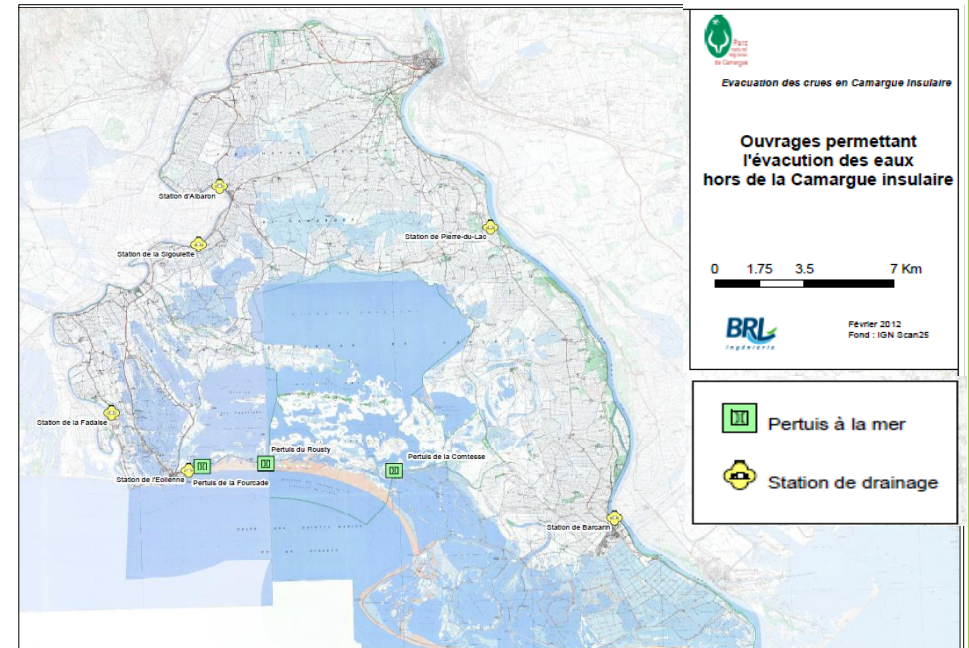 Parc
naturel
régional
de Camargue
Evacuation des crues en Camargue Insulaire
Ouvrages permettant
l'évacution des eaux
hors de la Camargue insulaire
0 1.75 3.5 7 Km
BRL
Ingénierie
Février 2012
Fond : IGN Scan25
Pertuis à la mer
Station de drainage
Station d'Albaron
Station de la Sigoulette
Station de Pierre-du-Lac
Station de la Fadaise
Pertuis du Rousty
Pertuis de la Comtesse
Station de l'Eolienne
Pertuis de la Fourcade
Station de Barcarin